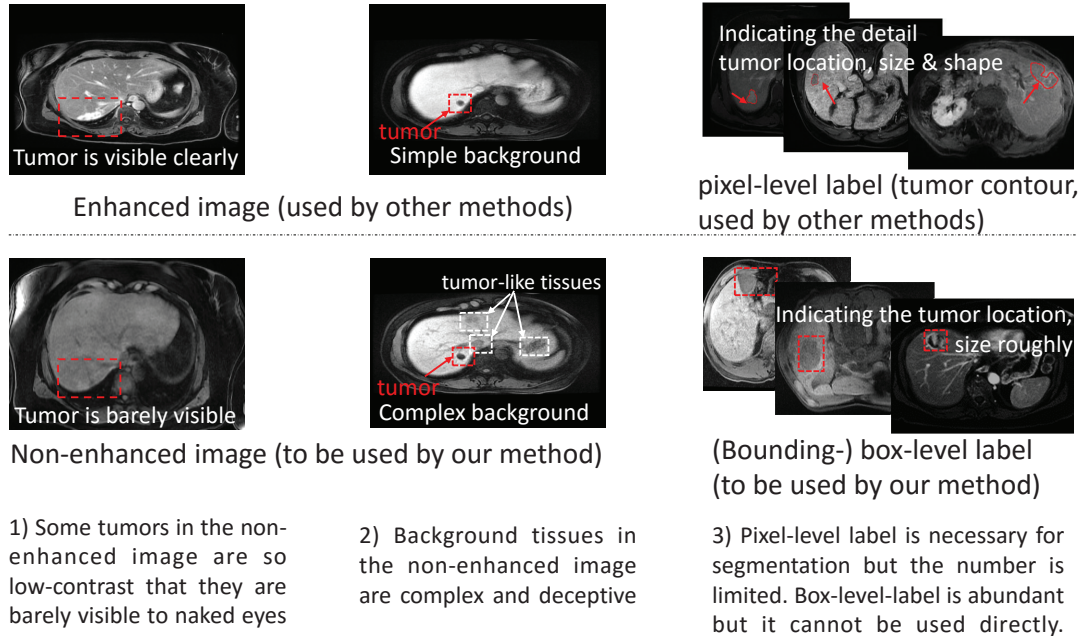 Tumor is visible clearly
tumor
Simple background
Indicating the detail
tumor location, size & shape
Enhanced image (used by other methods)
pixel-level label (tumor contour,
used by other methods)
Tumor is barely visible
tumor-like tissues
tumor
Complex background
Indicating the tumor location,
size roughly
Non-enhanced image (to be used by our method)
(Bounding-) box-level label
(to be used by our method)
1) Some tumors in the non-
enhanced image are so
low-contrast that they are
barely visible to naked eyes
2) Background tissues in
the non-enhanced image
are complex and deceptive
3) Pixel-level label is necessary for
segmentation but the number is
limited. Box-level-label is abundant
but it cannot be used directly.